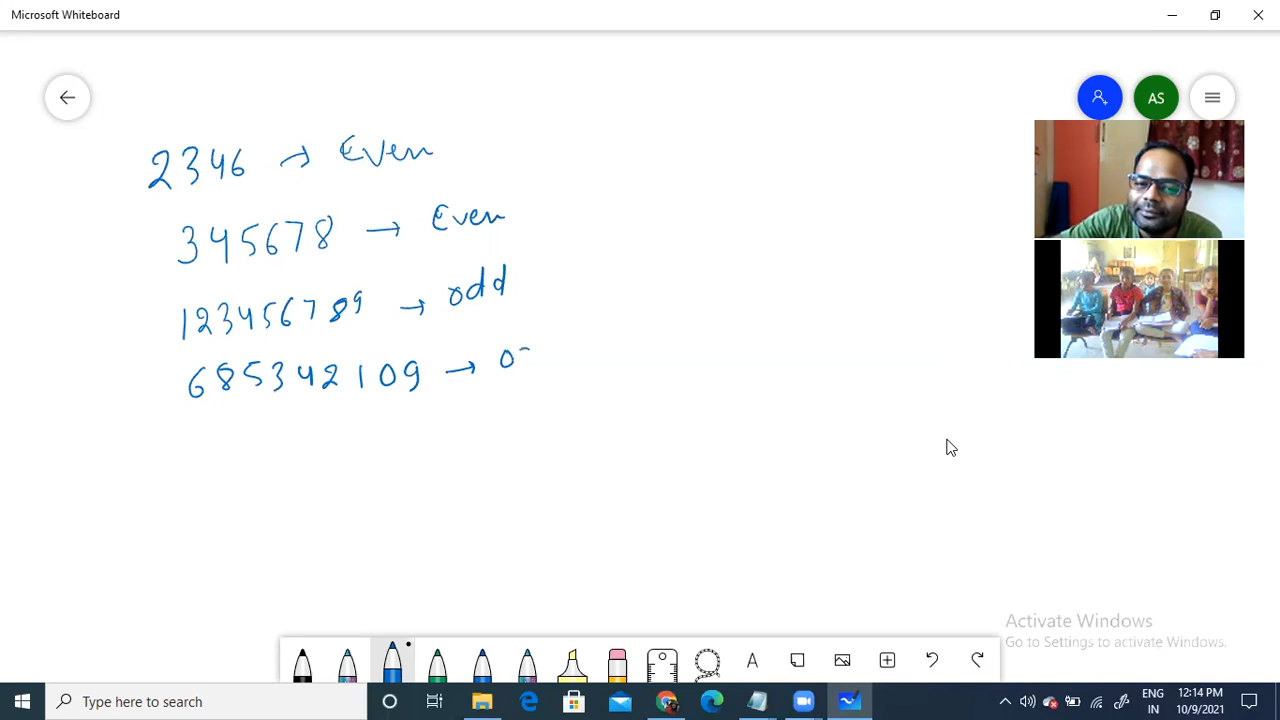 Microsoft Whiteboard
AS
2346 → Even
345678 → Even
123456789 → odd
685342109 → o
Activate Windows
Go to Settings to activate Windows.
A
Type here to search
ENG
IN
12:14 PM
10/9/2021